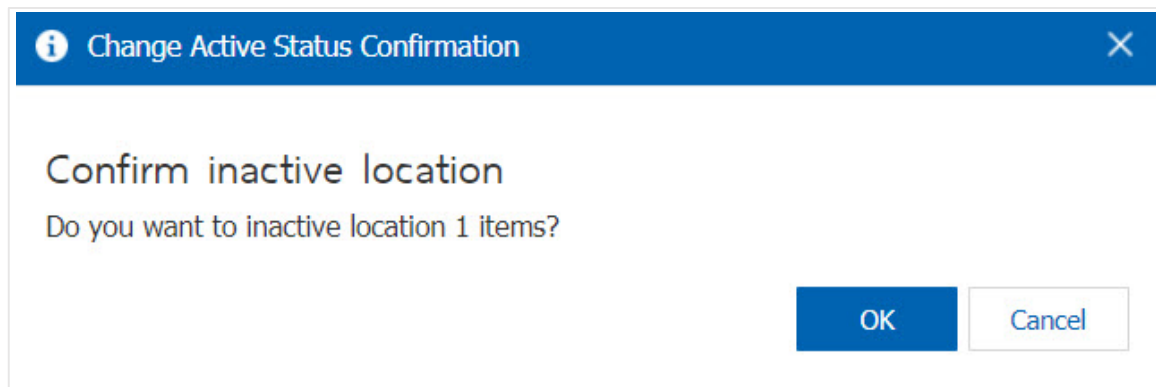 Change Active Status Confirmation
Confirm inactive location
Do you want to inactive location 1 items?
OK Cancel